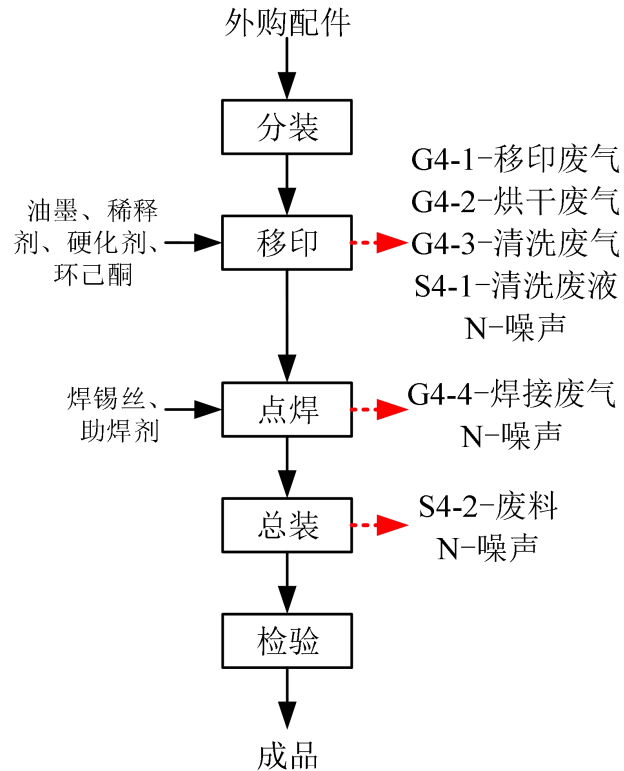 外购配件
分装
油墨、稀释
剂、硬化剂、
环己酮
移印
G4-1-移印废气
G4-2-烘干废气
G4-3-清洗废气
S4-1-清洗废液
N-噪声
焊锡丝、
助焊剂
点焊
G4-4-焊接废气
N-噪声
总装
S4-2-废料
N-噪声
检验
成品